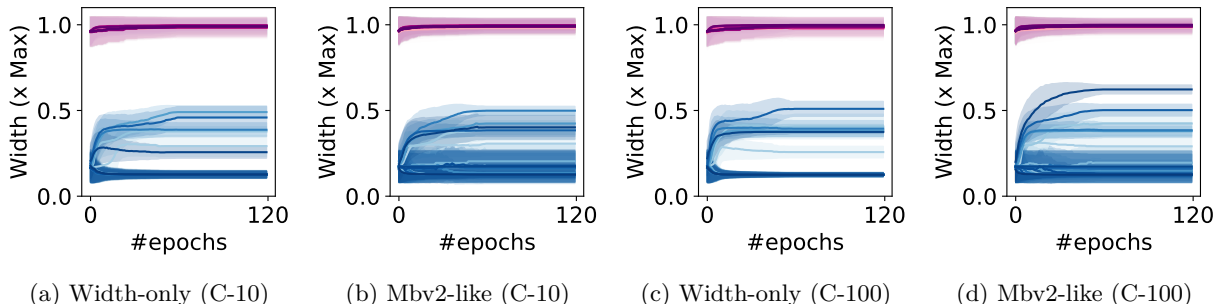 Width (x Max)
1.0
0.5
0.0
0
120
#epochs
(a) Width-only (C-10)
Width (x Max)
1.0
0.5
0.0
0
120
#epochs
(b) Mbv2-like (C-10)
Width (x Max)
1.0
0.5
0.0
0
120
#epochs
(c) Width-only (C-100)
Width (x Max)
1.0
0.5
0.0
0
120
#epochs
(d) Mbv2-like (C-100)